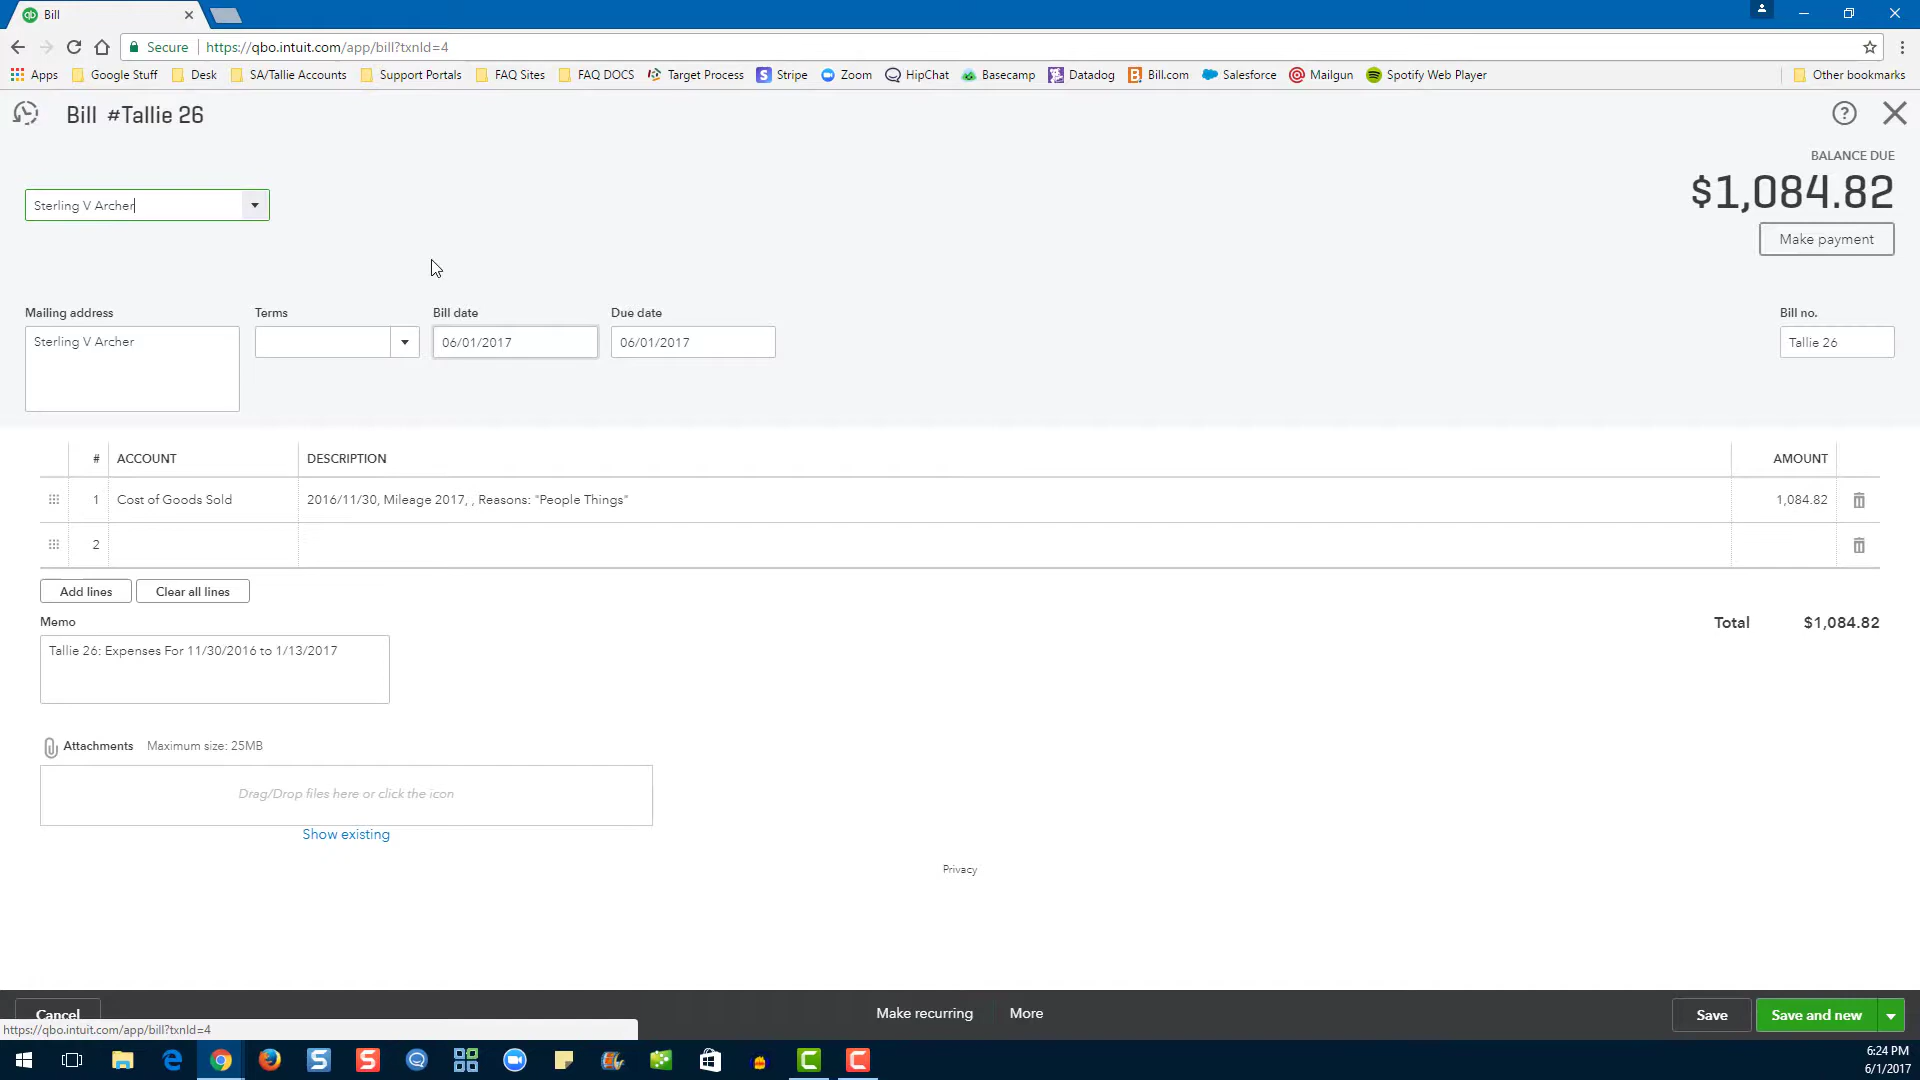 Bill
Secure https://qbo.intuit.com/app/bill?txnId=4
Apps Google Stuff Desk SA/Tallie Accounts Support Portals FAQ Sites FAQ DOCS Target Process Stripe Zoom HipChat Basecamp Datadog Bill.com Salesforce Mailgun Spotify Web Player Other bookmarks
Bill #Tallie 26
BALANCE DUE
$1,084.82
Sterling V Archer
Make payment
Mailing address Terms Bill date Due date Bill no.
Sterling V Archer 06/01/2017 06/01/2017 Tallie 26
# ACCOUNT DESCRIPTION AMOUNT
1 Cost of Goods Sold 2016/11/30, Mileage 2017, , Reasons: "People Things" 1,084.82
2
Add lines Clear all lines
Memo Total $1,084.82
Tallie 26: Expenses For 11/30/2016 to 1/13/2017
Attachments Maximum size: 25MB
Drag/Drop files here or click the icon
Show existing
Privacy
Cancel Make recurring More Save Save and new
https://qbo.intuit.com/app/bill?txnId=4
6:24 PM
6/1/2017